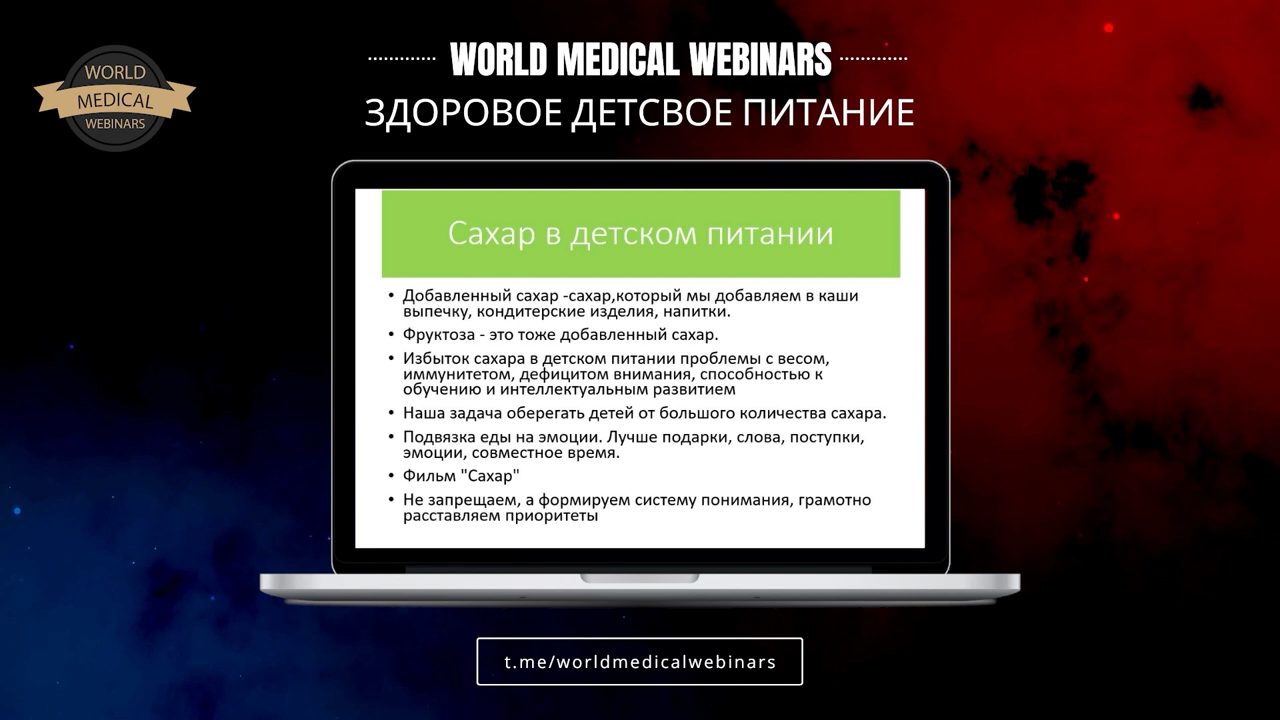 WORLD
MEDICAL
WEBINARS
WORLD MEDICAL WEBINARS
ЗДОРОВОЕ ДЕТСВОЕ ПИТАНИЕ
Сахар в детском питании
• Добавленный сахар -сахар,который мы добавляем в каши
выпечку, кондитерские изделия, напитки.
• Фруктоза - это тоже добавленный сахар.
• Избыток сахара в детском питании проблемы с весом,
иммунитетом, дефицитом внимания, способностью к
обучению и интеллектуальным развитием
• Наша задача оберегать детей от большого количества сахара.
• Подвязка еды на эмоции. Лучше подарки, слова, поступки,
эмоции, совместное время.
• Фильм "Сахар"
• Не запрещаем, а формируем систему понимания, грамотно
расставляем приоритеты
t.me/worldmedicalwebinars